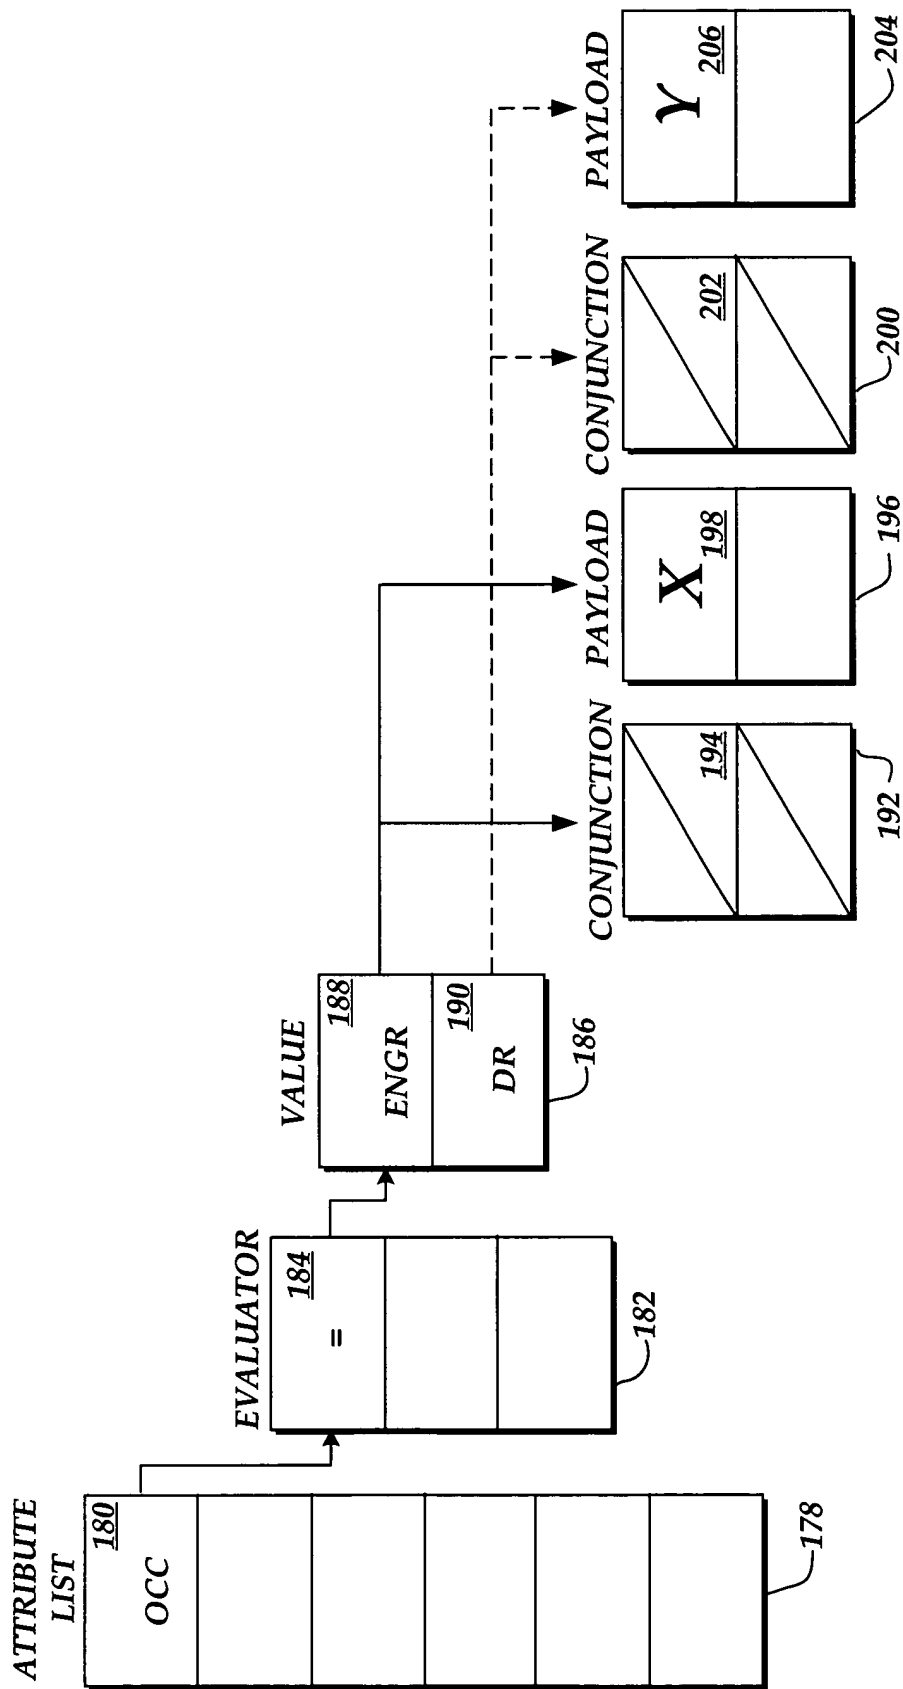 ATTRIBUTE
LIST
180
OCC
178
EVALUATOR
184
=
182
VALUE
188
ENGR
190
DR
186
CONJUNCTION
194
192
PAYLOAD
X
198
196
CONJUNCTION
202
200
PAYLOAD
Y
206
204